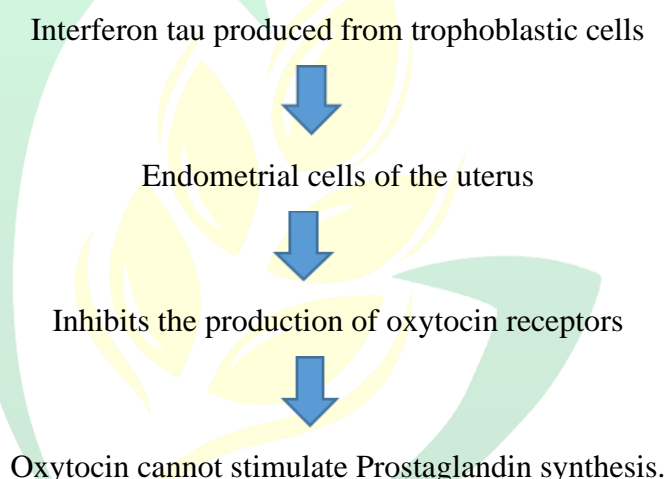 Interferon tau produced from trophoblastic cells
Endometrial cells of the uterus
Inhibits the production of oxytocin receptors
Oxytocin cannot stimulate Prostaglandin synthesis.